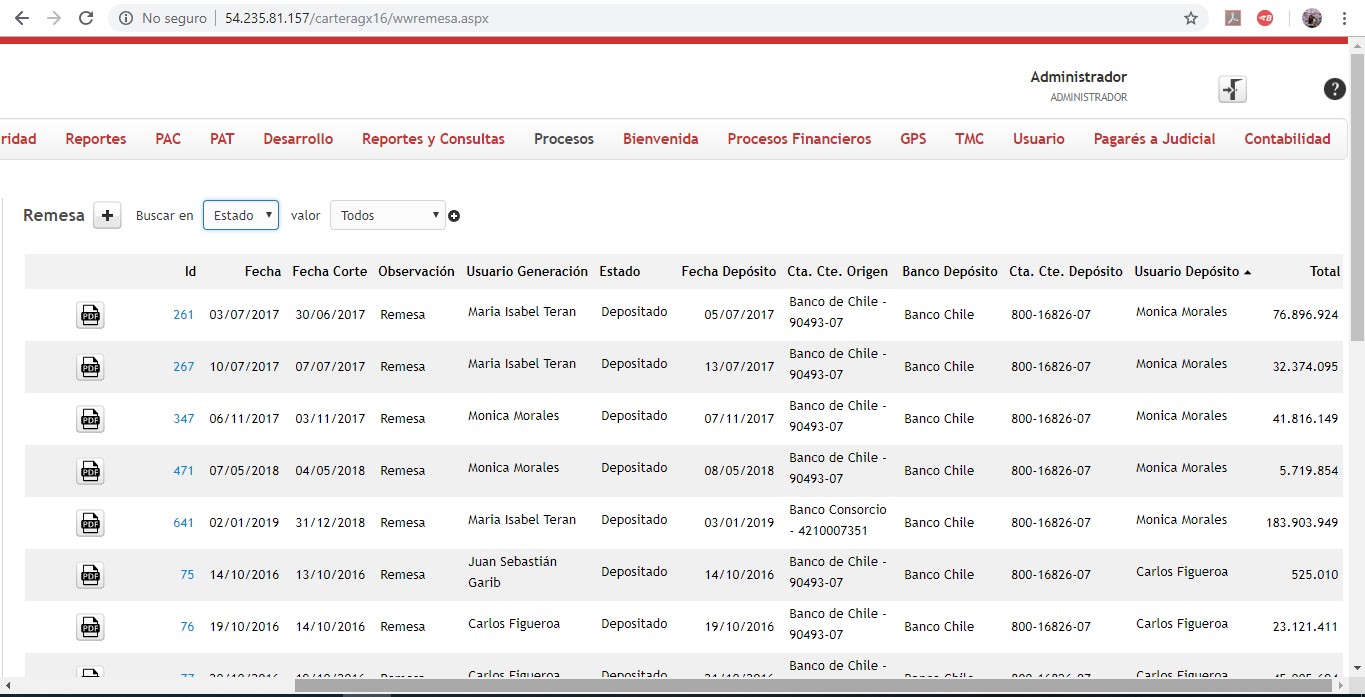 No seguro | 54.235.81.157/carteragx16/wwremesa.aspx
Administrador
ADMINISTRADOR
?
ridad Reportes PAC PAT Desarrollo Reportes y Consultas Procesos Bienvenida Procesos Financieros GPS TMC Usuario Pagarés a Judicial Contabilidad
Remesa + Buscar en Estado valor Todos
Id Fecha Fecha Corte Observación Usuario Generación Estado Fecha Depósito Cta. Cte. Origen Banco Depósito Cta. Cte. Depósito Usuario Depósito Total
PDF 261 03/07/2017 30/06/2017 Remesa Maria Isabel Teran Depositado 05/07/2017 Banco de Chile - 90493-07 Banco Chile 800-16826-07 Monica Morales 76.896.924
PDF 267 10/07/2017 07/07/2017 Remesa Maria Isabel Teran Depositado 13/07/2017 Banco de Chile - 90493-07 Banco Chile 800-16826-07 Monica Morales 32.374.095
PDF 347 06/11/2017 03/11/2017 Remesa Monica Morales Depositado 07/11/2017 Banco de Chile - 90493-07 Banco Chile 800-16826-07 Monica Morales 41.816.149
PDF 471 07/05/2018 04/05/2018 Remesa Monica Morales Depositado 08/05/2018 Banco de Chile - 90493-07 Banco Chile 800-16826-07 Monica Morales 5.719.854
PDF 641 02/01/2019 31/12/2018 Remesa Maria Isabel Teran Depositado 03/01/2019 Banco Consorcio - 4210007351 Banco Chile 800-16826-07 Monica Morales 183.903.949
PDF 75 14/10/2016 13/10/2016 Remesa Juan Sebastián Garib Depositado 14/10/2016 Banco de Chile - 90493-07 Banco Chile 800-16826-07 Carlos Figueroa 525.010
PDF 76 19/10/2016 14/10/2016 Remesa Carlos Figueroa Depositado 19/10/2016 Banco de Chile - 90493-07 Banco Chile 800-16826-07 Carlos Figueroa 23.121.411
Carlos Figueroa Depositado Banco de Chile - Carlos Figueroa